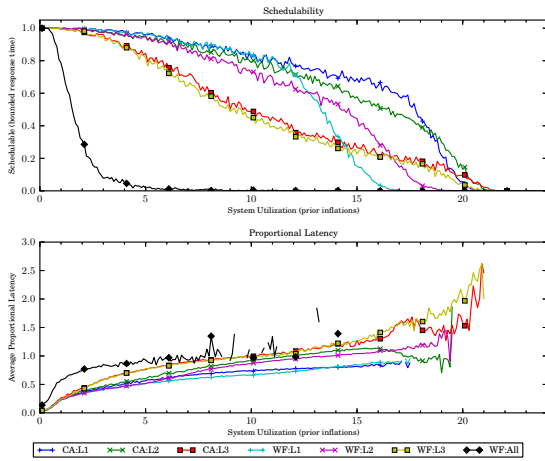 Schedulability
Schedulable (bounded response time)
1.0
0.8
0.6
0.4
0.2
0.0
0 5 10 15 20
System Utilization (prior inflations)
Proportional Latency
Average Proportional Latency
3.0
2.5
2.0
1.5
1.0
0.5
0.0
0 5 10 15 20
System Utilization (prior inflations)
CA:L1 CA:L2 CA:L3 WF:L1 WF:L2 WF:L3 WF:All